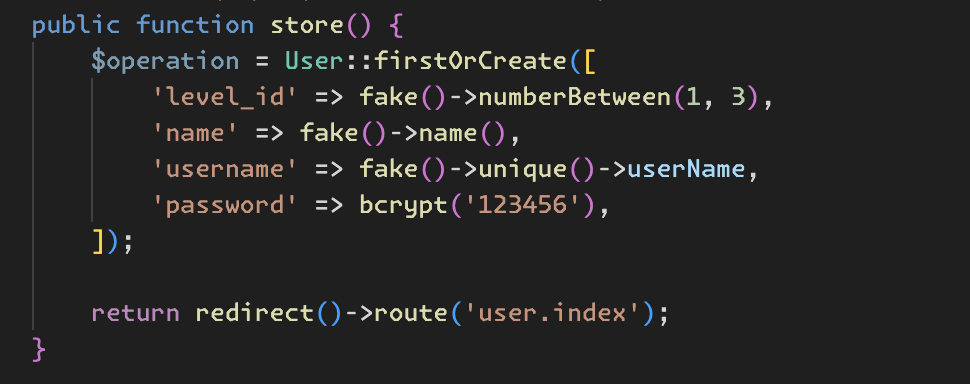 public function store() {
    $operation = User::firstOrCreate([
        'level_id' => fake()->numberBetween(1, 3),
        'name' => fake()->name(),
        'username' => fake()->unique()->userName,
        'password' => bcrypt('123456'),
    ]);

    return redirect()->route('user.index');
}